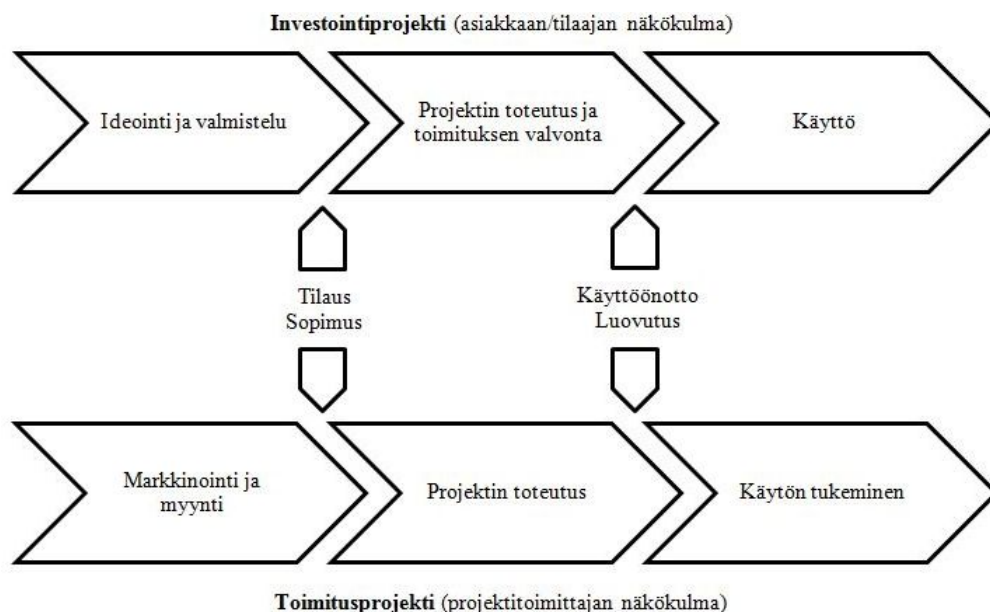 Investointiprojekti (asiakkaan/tilaajan näkökulma)
Ideointi ja valmistelu
Projektin toteutus ja
toimituksen valvonta
Käyttö
Tilaus
Sopimus
Käyttöönotto
Luovutus
Markkinointi ja
myynti
Projektin toteutus
Käytön tukeminen
Toimitusprojekti (projektitoimittajan näkökulma)